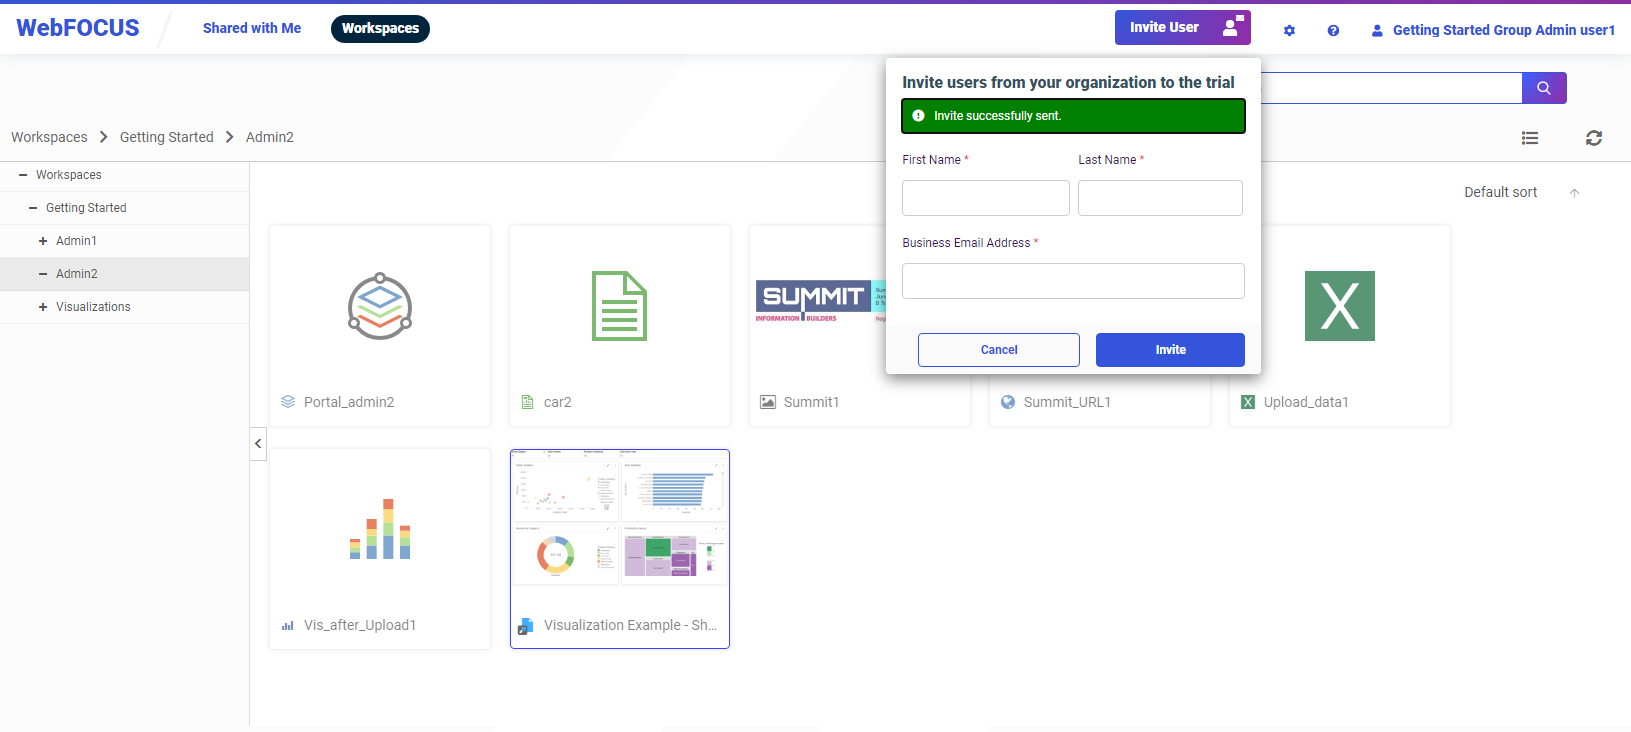 WebFOCUS
Shared with Me
Workspaces
Invite User
Getting Started Group Admin user1
Invite users from your organization to the trial
Invite successfully sent.
First Name *
Last Name *
Business Email Address *
Cancel
Invite
Workspaces
Getting Started
Admin2
Default sort
Workspaces
Getting Started
Admin1
Admin2
Visualizations
SUMMIT
INFORMATION BUILDERS
X
Portal_admin2
car2
Summit1
Summit_URL1
X
Upload_data1
Vis_after_Upload1
Visualization Example - Sh...